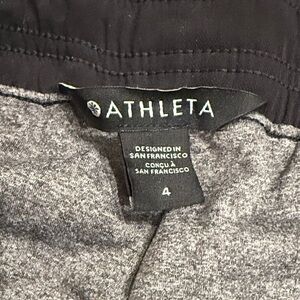 ATHLETA
DESIGNED IN
SAN FRANCISCO
CONÇU À
SAN FRANCISCO
4